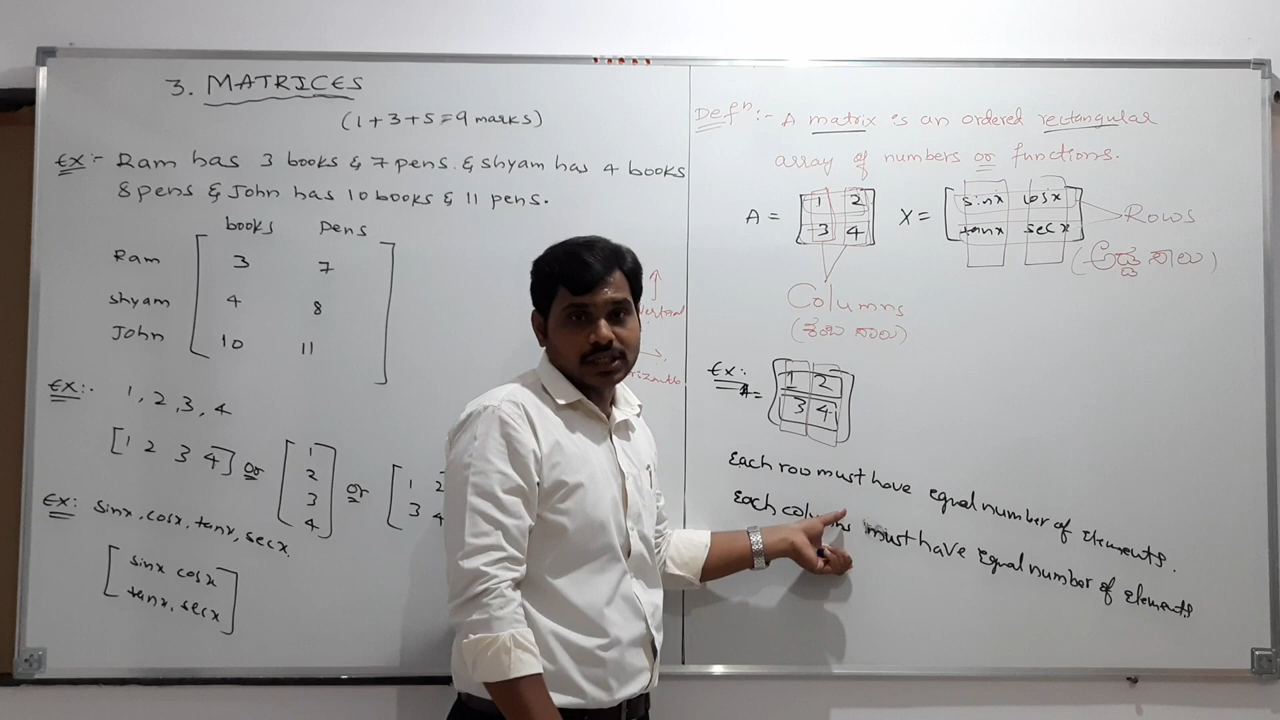 3. MATRICES
(1+3+5=9 marks)
Ex:- Ram has 3 books & 7 pens. & shyam has 4 books
8 pens & John has 10 books & 11 pens.
books pens
Ram 3 7
shyam 4 8
John 10 11
Ex:- 1, 2, 3, 4
[1 2 3 4] or [1 2 3 4] or [1 2
3 4
Ex: sinx, cosx, tanx, secx.
[sinx cosx
tanx, secx]
Defⁿ:- A matrix is an ordered rectangular
array of numbers or functions.
A = [1 2
3 4]
X = [sinx cosx
tanx secx]
Rows
(ಅಡ್ಡ ಸಾಲು)
Columns
(ಕಂಬ ಸಾಲು)
Ex:-
A = [1 2
3 4]
Each row must have equal number of elements.
Each columns must have equal number of elements